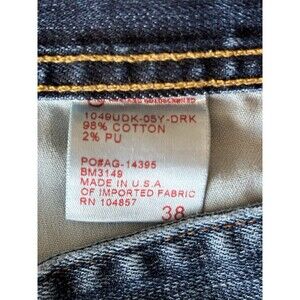 1049UDK-05Y-DRK
98% COTTON
2% PU
PO#AG-14395
BM3149
MADE IN U.S.A
OF IMPORTED FABRIC
RN 104857
38